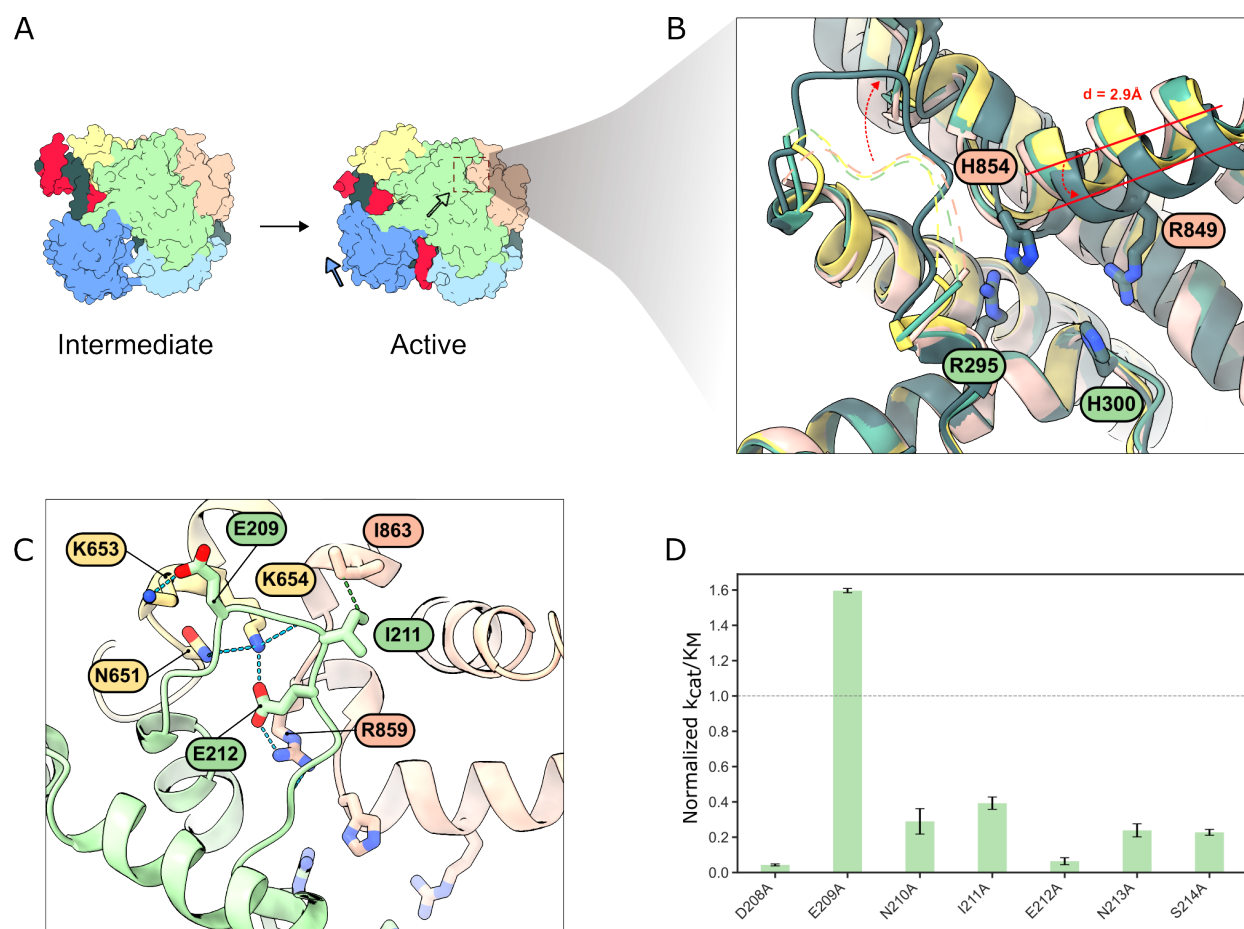 A
Intermediate
Active
B
d = 2.9Å
H854
R849
R295
H300
C
K653
E209
I863
K654
I211
N651
R859
E212
D
Normalized kcat/KM
1.6
1.4
1.2
1.0
0.8
0.6
0.4
0.2
0.0
D208A
E209A
N210A
I211A
E212A
N213A
S214A